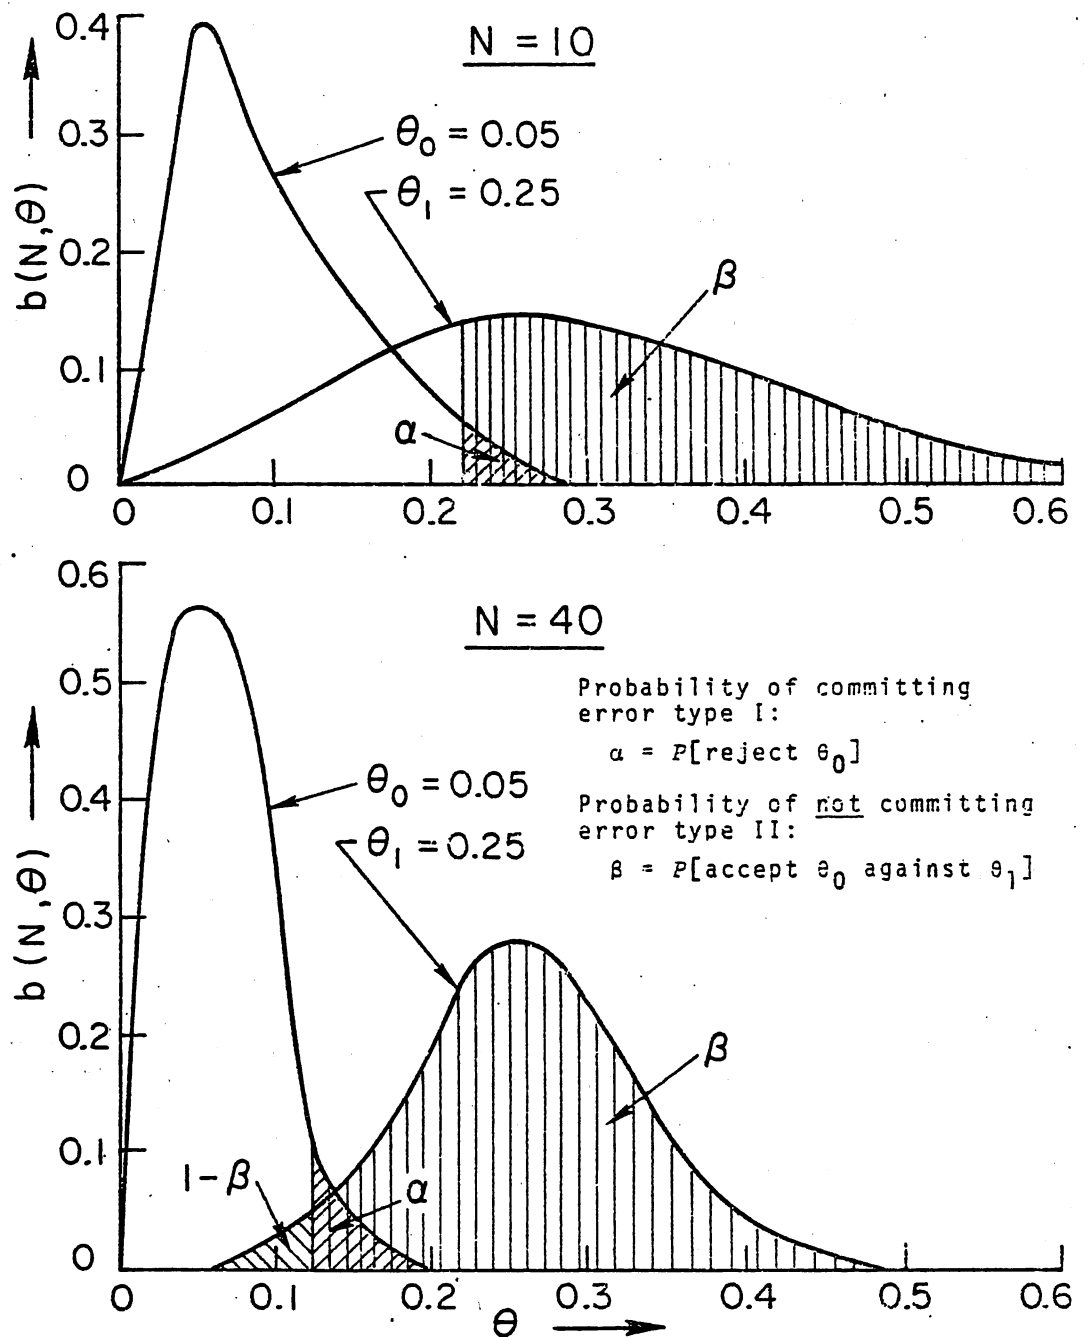 N = 10
0.4
0.3
0.2
0.1
0
b(N,θ)
θ0 = 0.05
θ1 = 0.25
β
α
0 0.1 0.2 0.3 0.4 0.5 0.6
N = 40
0.6
0.5
0.4
0.3
0.2
0.1
0
b(N,θ)
θ0 = 0.05
θ1 = 0.25
Probability of committing
error type I:
α = P[reject θ0]
Probability of not committing
error type II:
β = P[accept θ0 against θ1]
β
1-β
α
0 0.1 0.2 0.3 0.4 0.5 0.6
θ